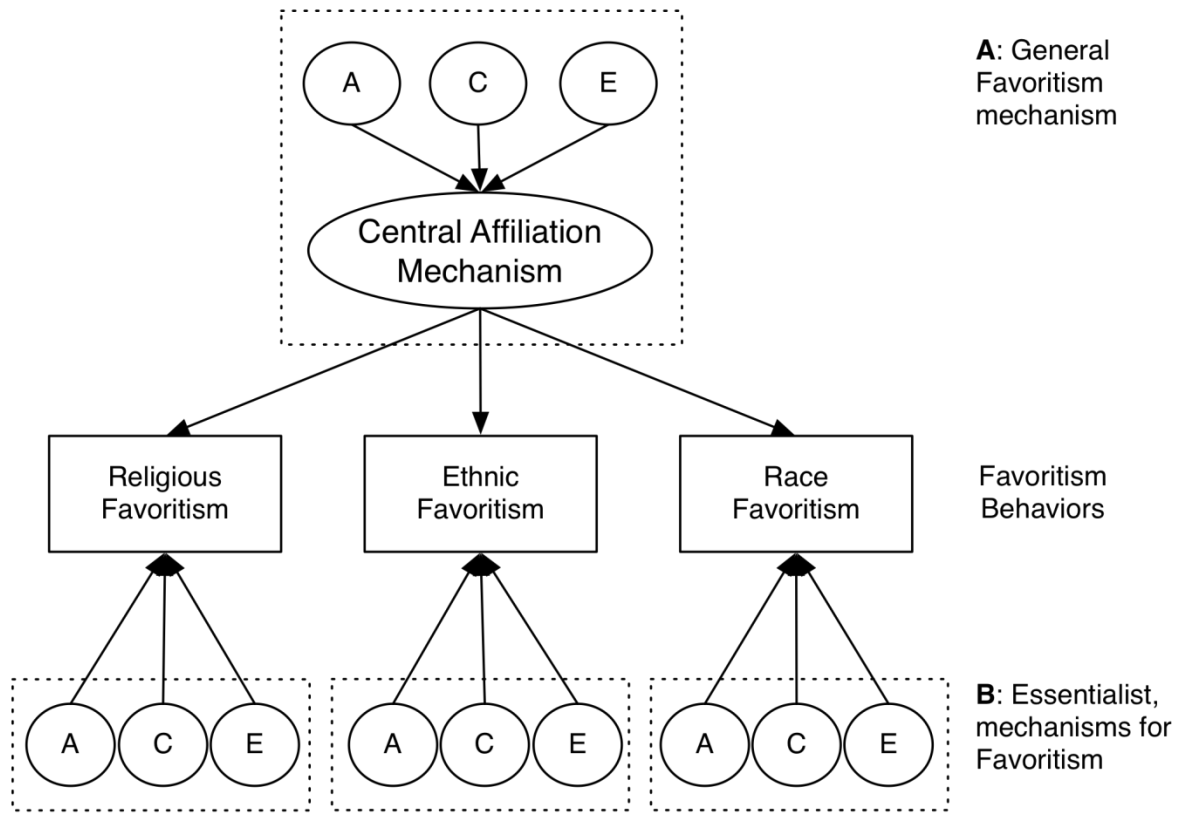 A
C
E
A: General
Favoritism
mechanism
Central Affiliation
Mechanism
Religious
Favoritism
Ethnic
Favoritism
Race
Favoritism
Favoritism
Behaviors
A
C
E
A
C
E
A
C
E
B: Essentialist,
mechanisms for
Favoritism